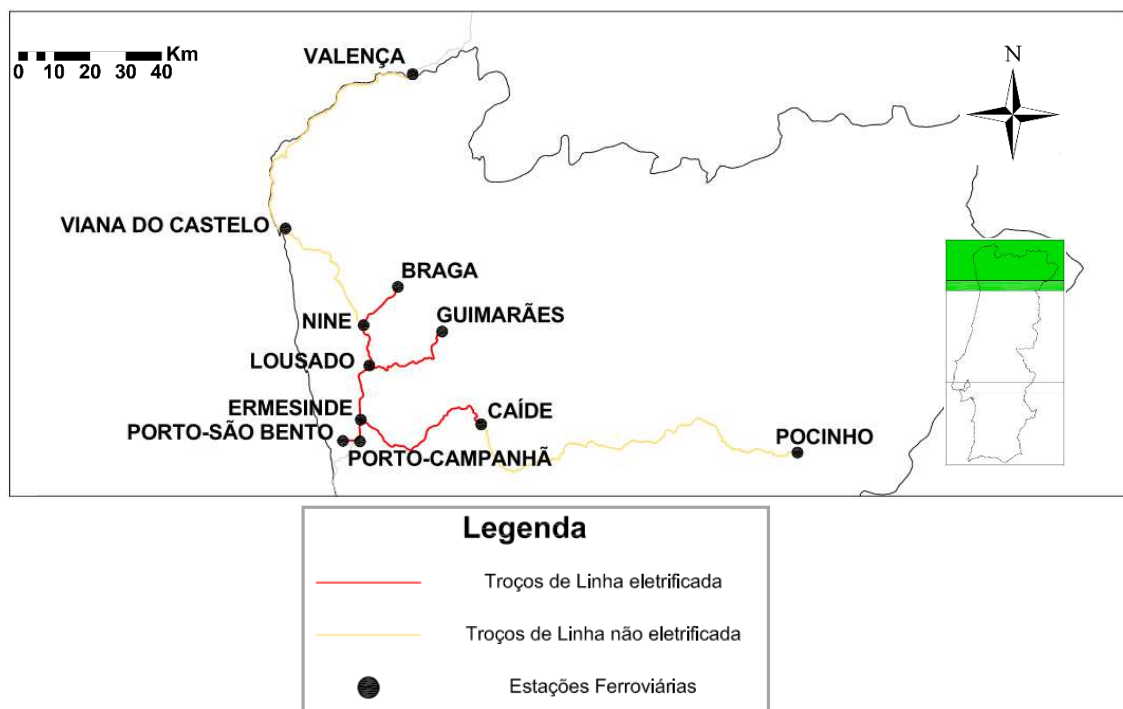 VALENÇA
Km
0 10 20 30 40
N
VIANA DO CASTELO
BRAGA
GUIMARÃES
NINE
LOUSADO
ERMESINDE
CAÍDE
PORTO-SÃO BENTO
POCINHO
PORTO-CAMPANHÃ
Legenda
Troços de Linha eletrificada
Troços de Linha não eletrificada
Estações Ferroviárias